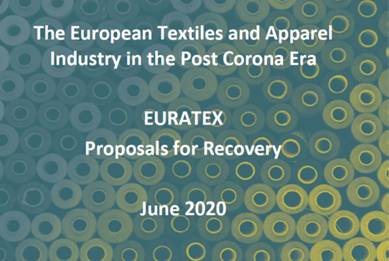 The European Textiles and Apparel
Industry in the Post Corona Era
EURATEX
Proposals for Recovery
June 2020